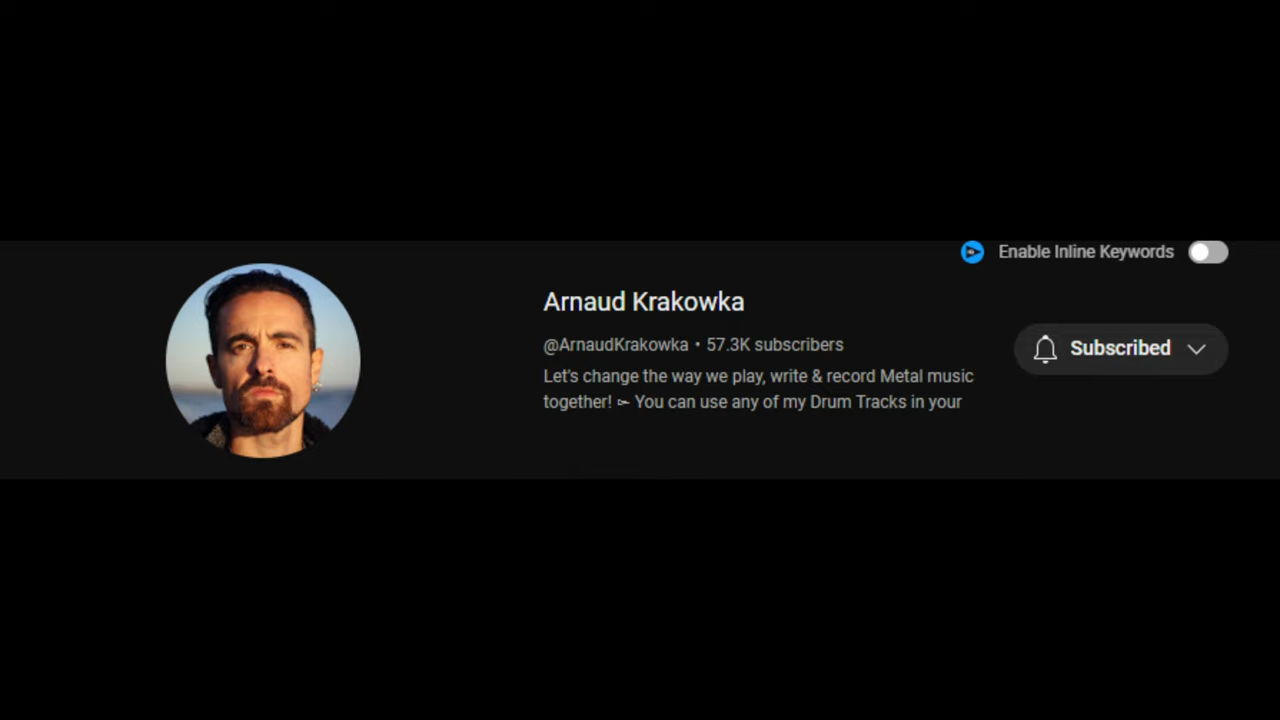 Enable Inline Keywords
Arnaud Krakowka
@ArnaudKrakowka • 57.3K subscribers
Subscribed
Let's change the way we play, write & record Metal music
together! ➛ You can use any of my Drum Tracks in your